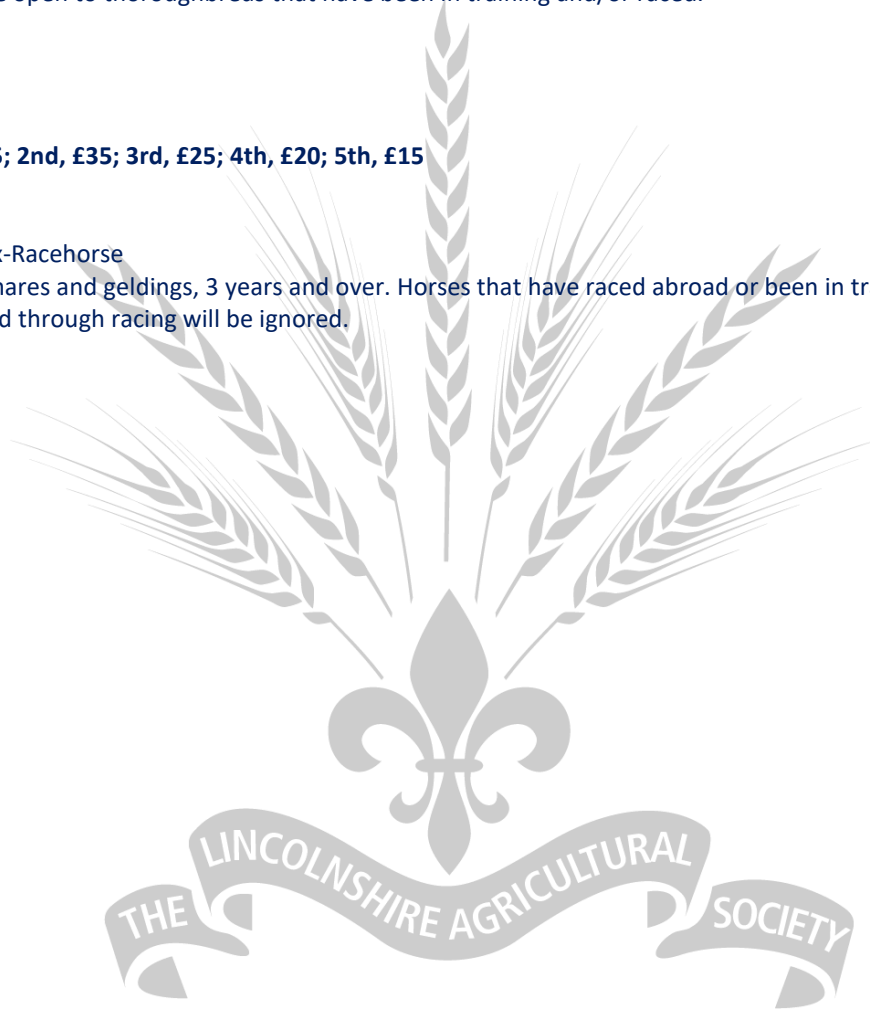 open to thoroughbreds that have been in training and/or raced.
; 2nd, £35; 3rd, £25; 4th, £20; 5th, £15
x-Racehorse
mares and geldings, 3 years and over. Horses that have raced abroad or been in tr
d through racing will be ignored.
THE LINCOLNSHIRE AGRICULTURAL SOCIETY